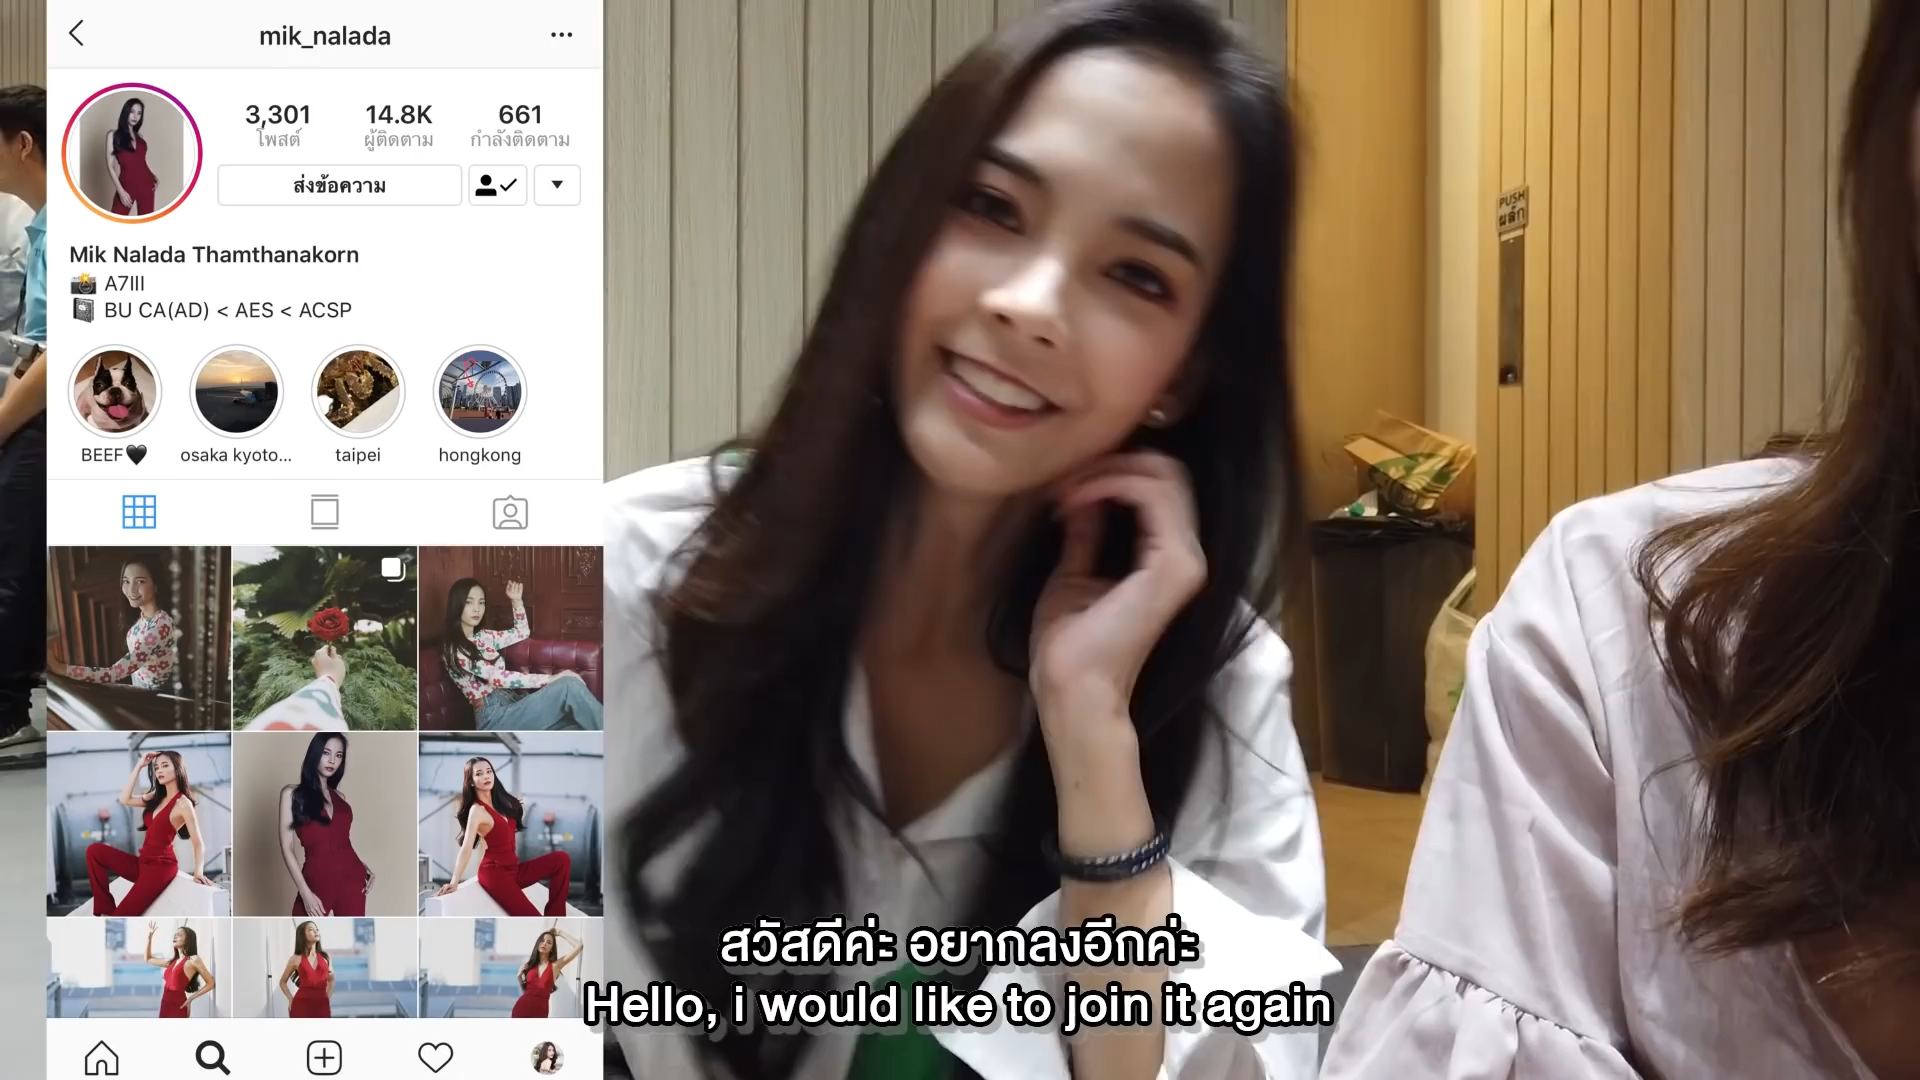 mik_nalada
3,301
โพสต์
14.8K
ผู้ติดตาม
661
กำลังติดตาม
ส่งข้อความ
Mik Nalada Thamthanakorn
A7III
BU CA(AD) < AES < ACSP
BEEF🖤
osaka kyoto...
taipei
hongkong
PUSH
ผลัก
สวัสดีค่ะ อยากลงอีกค่ะ
Hello, i would like to join it again